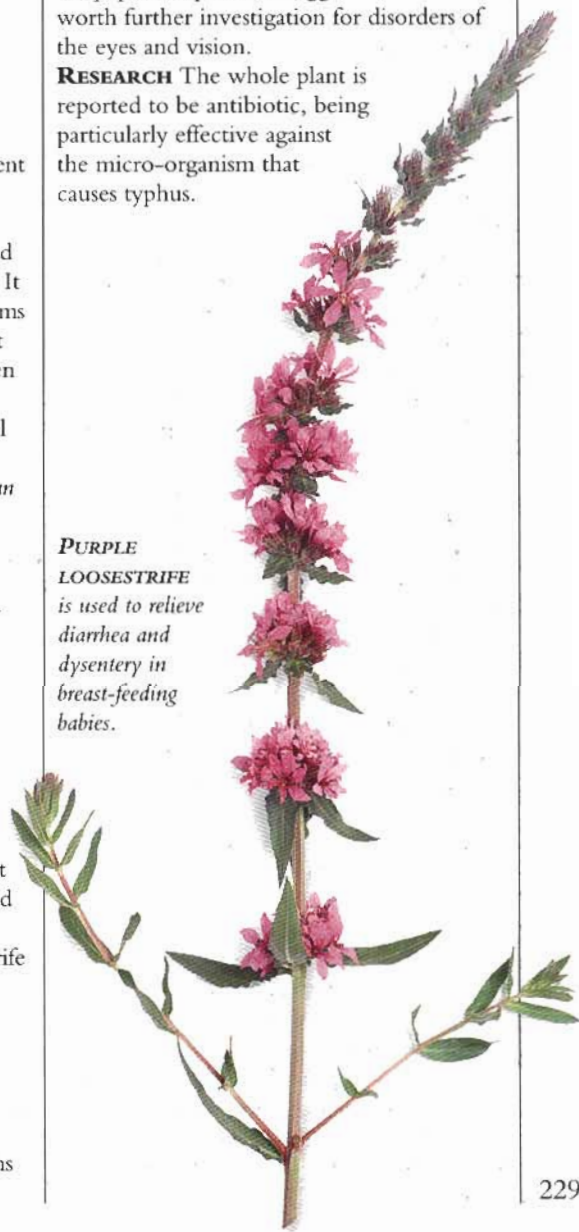 worth further investigation for disorders of
the eyes and vision.
RESEARCH The whole plant is
reported to be antibiotic, being
particularly effective against
the micro-organism that
causes typhus.
It
PURPLE
LOOSESTRIFE
is used to relieve
diarrhea and
dysentery in
breast-feeding
babies.
229